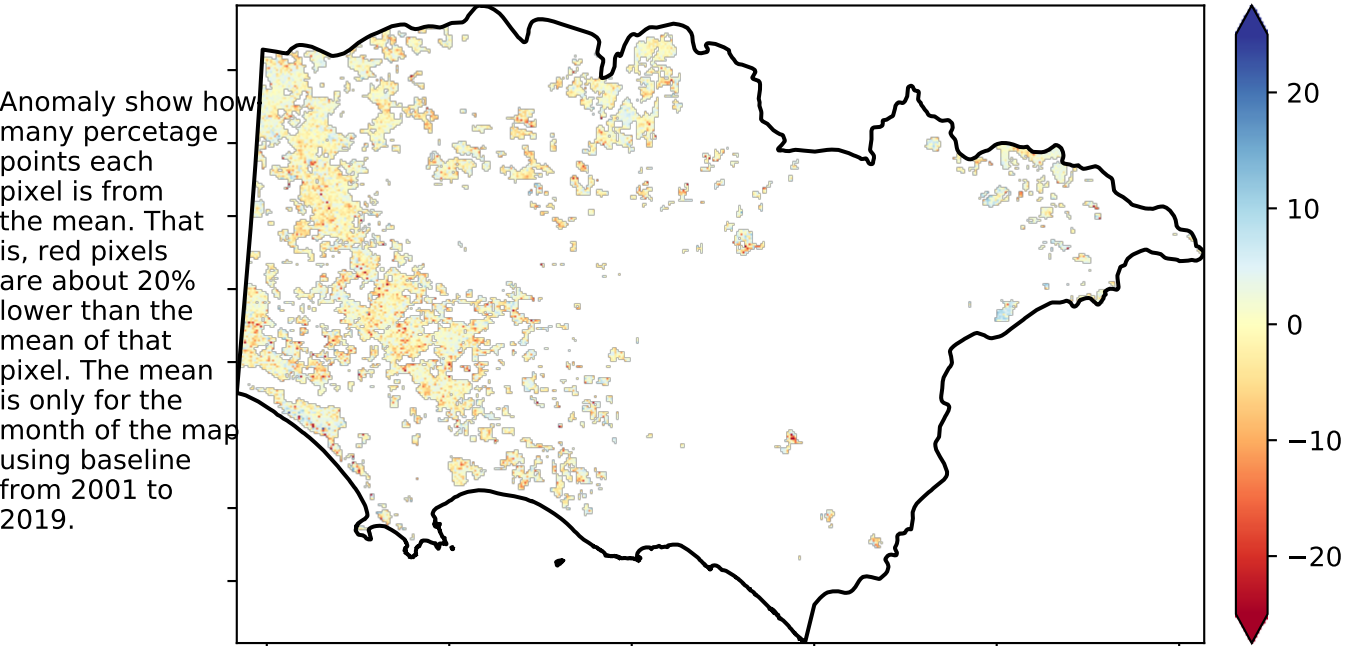 Anomaly show how
many percetage
points each
pixel is from
the mean. That
is, red pixels
are about 20%
lower than the
mean of that
pixel. The mean
is only for the
month of the map
using baseline
from 2001 to
2019.
20
10
0
−10
−20